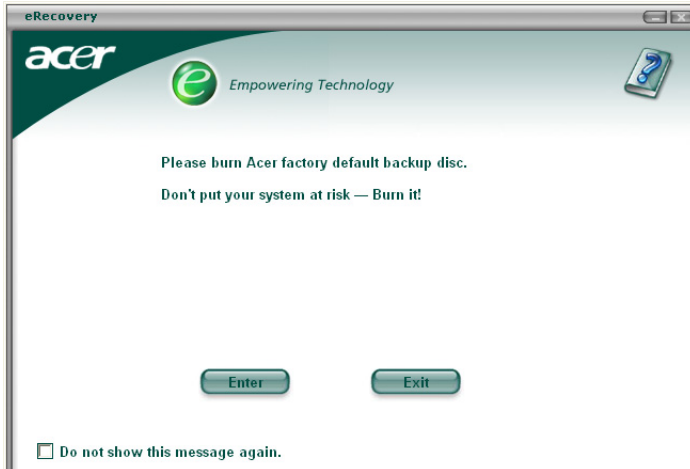 eRecovery
acer
e Empowering Technology
Please burn Acer factory default backup disc.
Don't put your system at risk — Burn it!
Enter Exit
Do not show this message again.